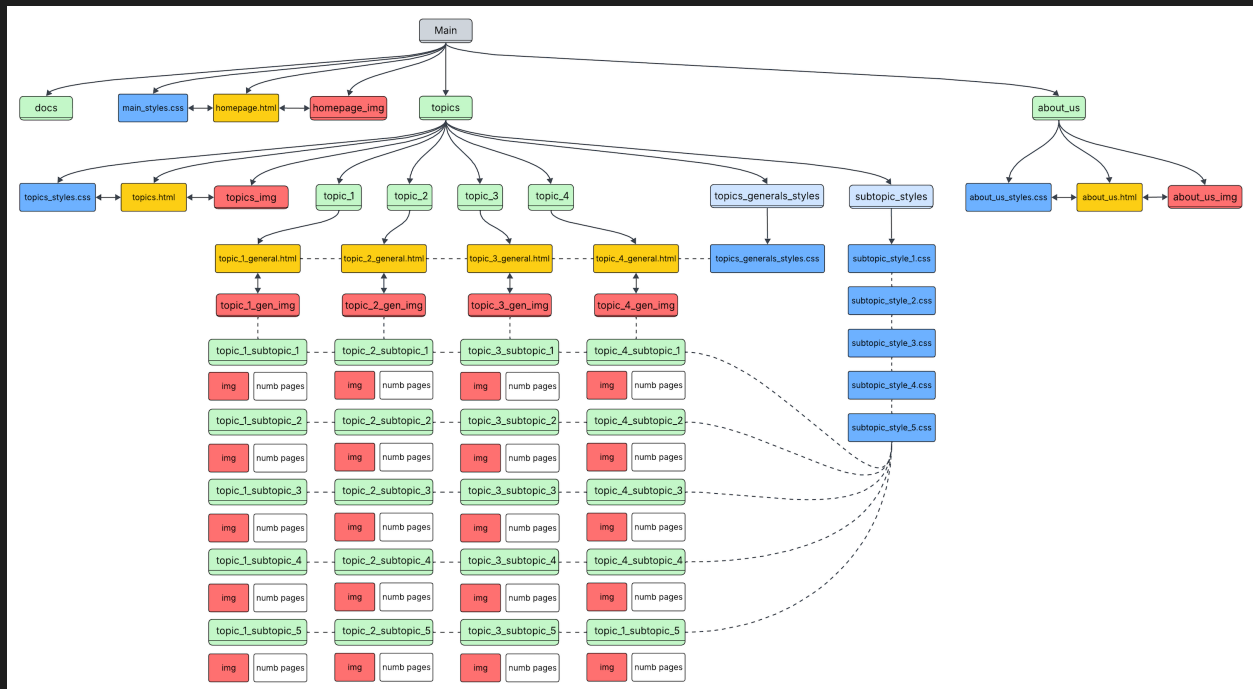 Main
docs
main_styles.css
homepage.html
homepage_img
topics
about_us
topics_styles.css
topics.html
topics_img
topic_1
topic_2
topic_3
topic_4
topics_generals_styles
subtopic_styles
about_us_styles.css
about_us.html
about_us_img
topic_1_general.html
topic_2_general.html
topic_3_general.html
topic_4_general.html
topics_generals_styles.css
subtopic_style_1.css
topic_1_gen_img
topic_2_gen_img
topic_3_gen_img
topic_4_gen_img
subtopic_style_2.css
subtopic_style_3.css
topic_1_subtopic_1
topic_2_subtopic_1
topic_3_subtopic_1
topic_4_subtopic_1
img
numb pages
img
numb pages
img
numb pages
img
numb pages
subtopic_style_4.css
topic_1_subtopic_2
topic_2_subtopic_2
topic_3_subtopic_2
topic_4_subtopic_2
subtopic_style_5.css
img
numb pages
img
numb pages
img
numb pages
img
numb pages
topic_1_subtopic_3
topic_2_subtopic_3
topic_3_subtopic_3
topic_4_subtopic_3
img
numb pages
img
numb pages
img
numb pages
img
numb pages
topic_1_subtopic_4
topic_2_subtopic_4
topic_3_subtopic_4
topic_4_subtopic_4
img
numb pages
img
numb pages
img
numb pages
img
numb pages
topic_1_subtopic_5
topic_2_subtopic_5
topic_3_subtopic_5
topic_1_subtopic_5
img
numb pages
img
numb pages
img
numb pages
img
numb pages